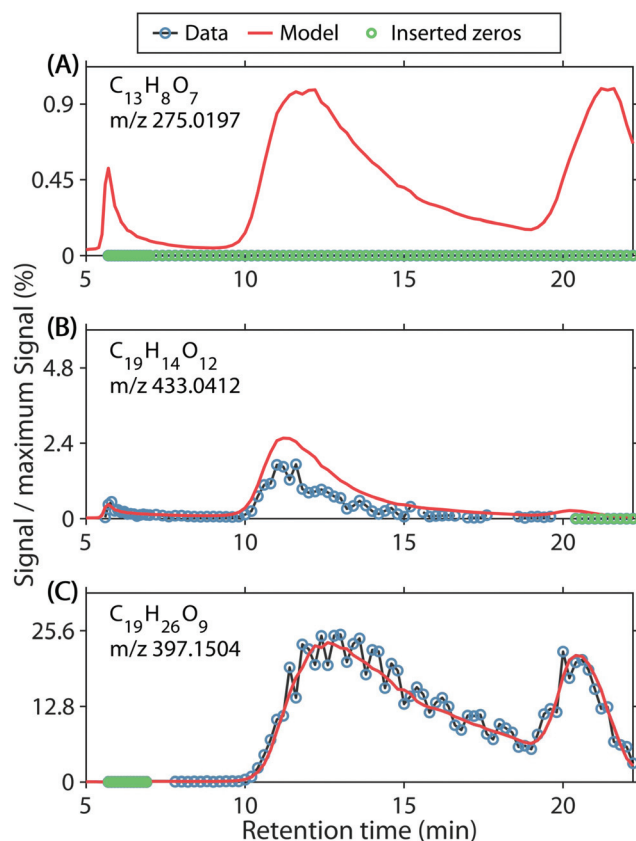 Data Model Inserted zeros
(A)
C₁₃H₈O₇
m/z 275.0197
0.9
0.45
0
5 10 15 20
(B)
C₁₉H₁₄O₁₂
m/z 433.0412
4.8
2.4
0
5 10 15 20
(C)
C₁₉H₂₆O₉
m/z 397.1504
25.6
12.8
0
5 10 15 20
Signal / maximum Signal (%)
Retention time (min)